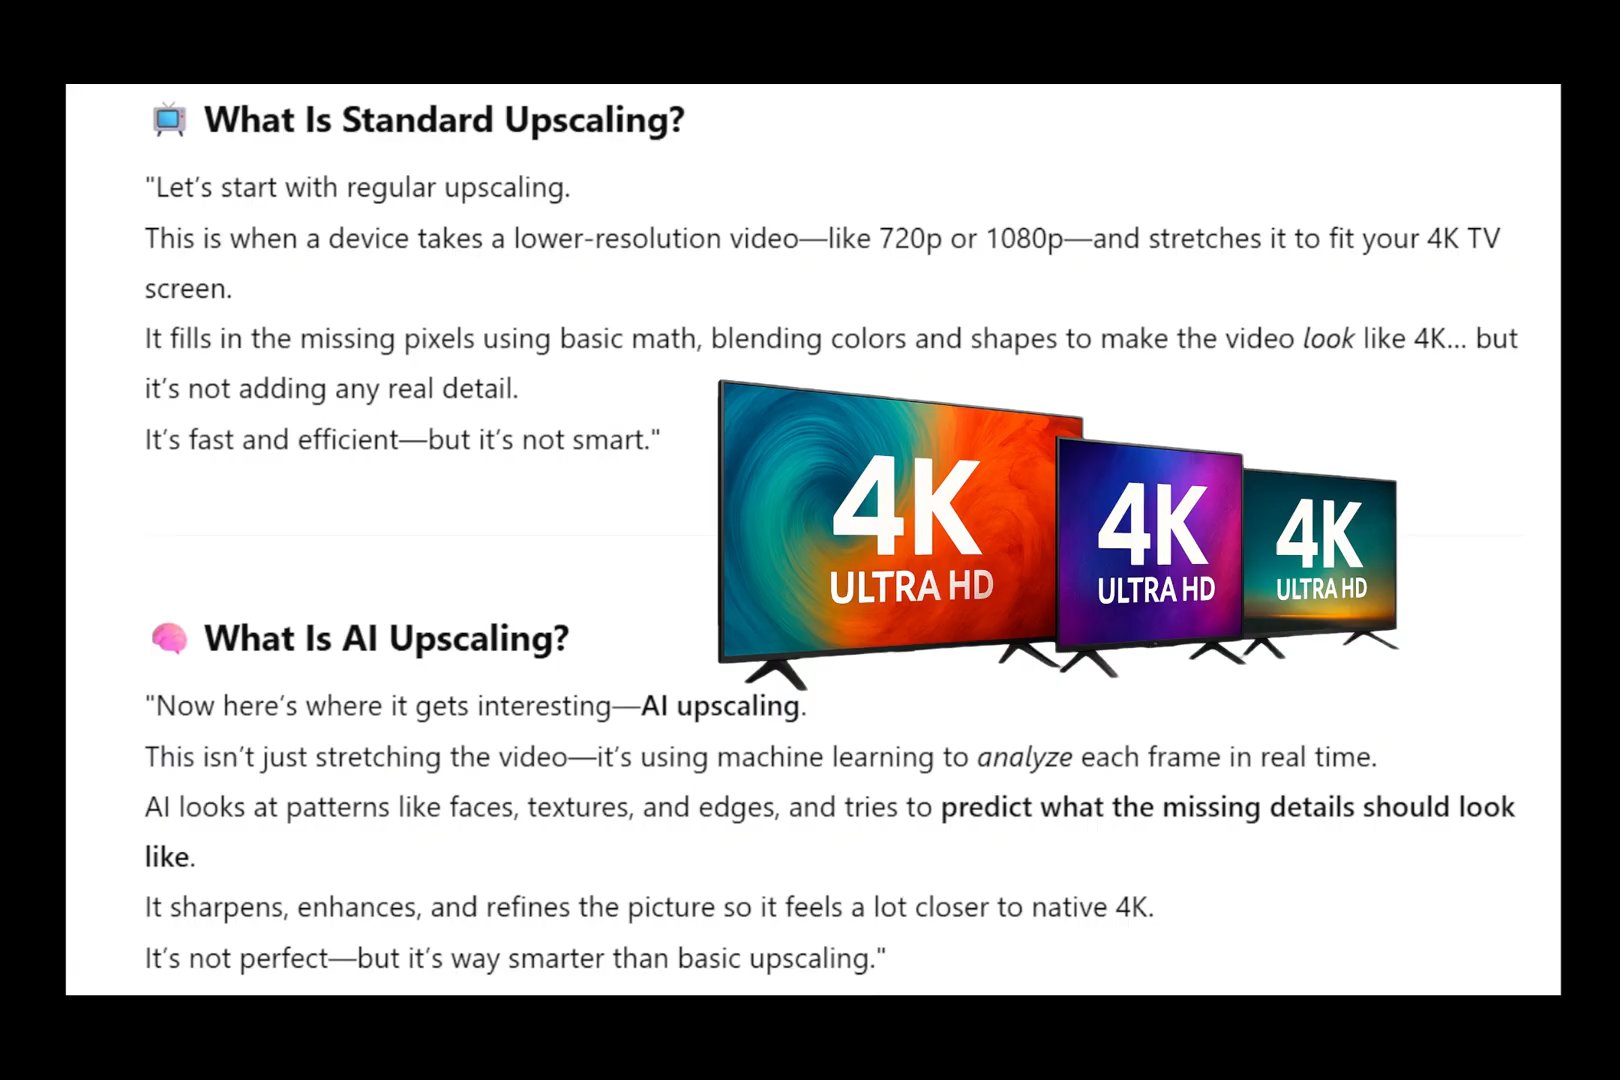 What Is Standard Upscaling?
"Let’s start with regular upscaling.
This is when a device takes a lower-resolution video—like 720p or 1080p—and stretches it to fit your 4K TV
screen.
It fills in the missing pixels using basic math, blending colors and shapes to make the video look like 4K... but
it’s not adding any real detail.
It’s fast and efficient—but it’s not smart."
4K
ULTRA HD
4K
ULTRA HD
4K
ULTRA HD
What Is AI Upscaling?
"Now here’s where it gets interesting—AI upscaling.
This isn’t just stretching the video—it’s using machine learning to analyze each frame in real time.
AI looks at patterns like faces, textures, and edges, and tries to predict what the missing details should look
like.
It sharpens, enhances, and refines the picture so it feels a lot closer to native 4K.
It’s not perfect—but it’s way smarter than basic upscaling."